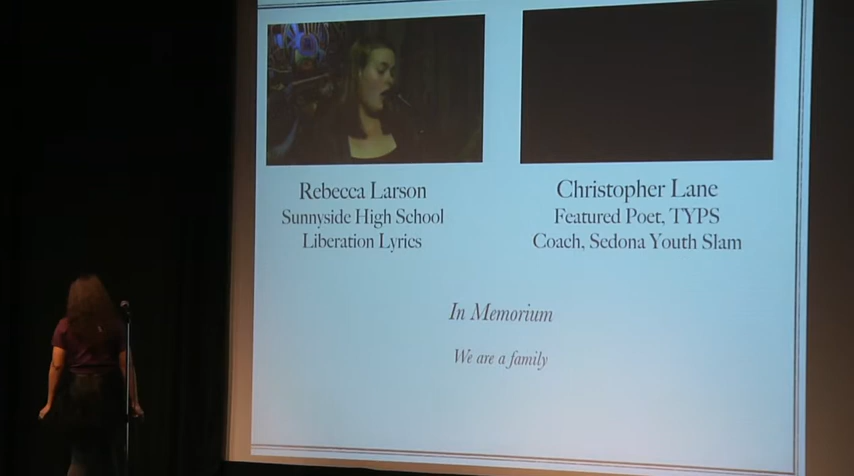 Rebecca Larson
Sunnyside High School
Liberation Lyrics
Christopher Lane
Featured Poet, TYPS
Coach, Sedona Youth Slam
In Memorium
We are a family